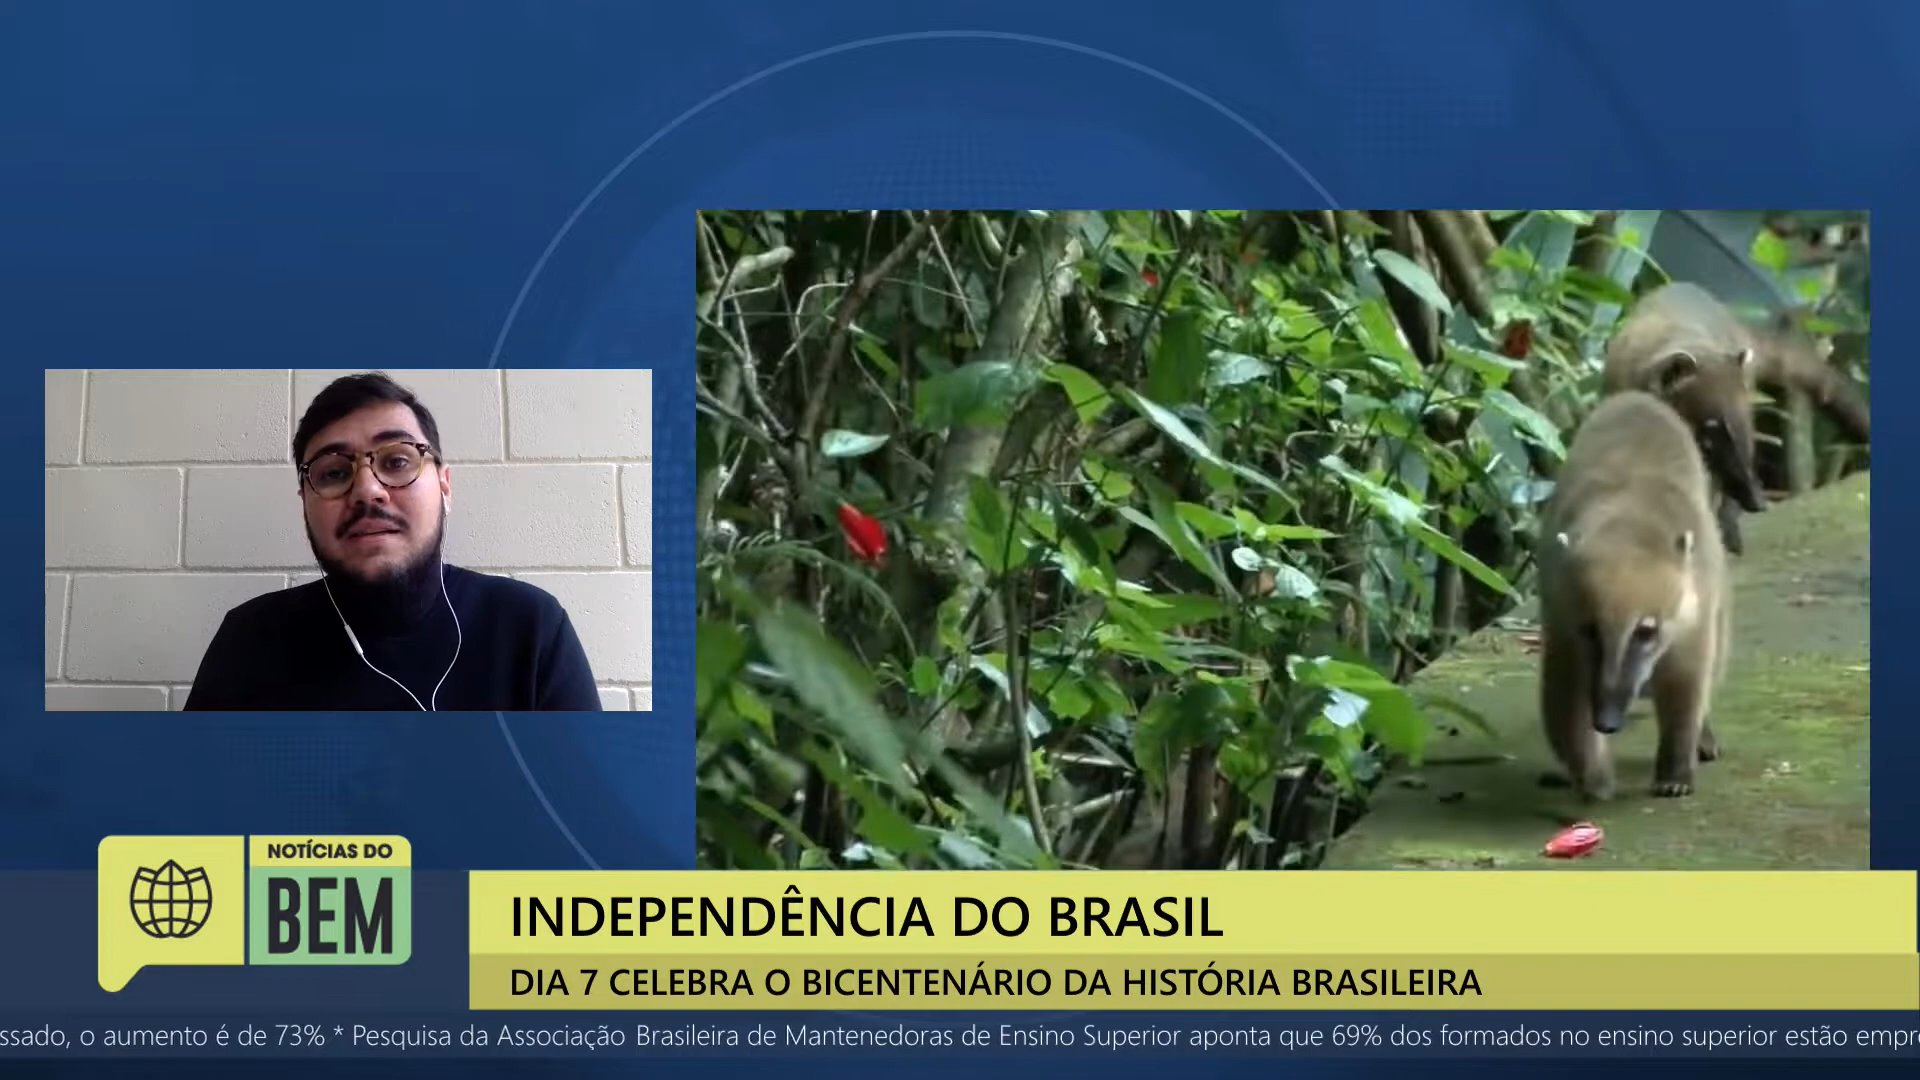 NOTÍCIAS DO
BEM
INDEPENDÊNCIA DO BRASIL
DIA 7 CELEBRA O BICENTENÁRIO DA HISTÓRIA BRASILEIRA
ssado, o aumento é de 73% * Pesquisa da Associação Brasileira de Mantenedoras de Ensino Superior aponta que 69% dos formados no ensino superior estão empr